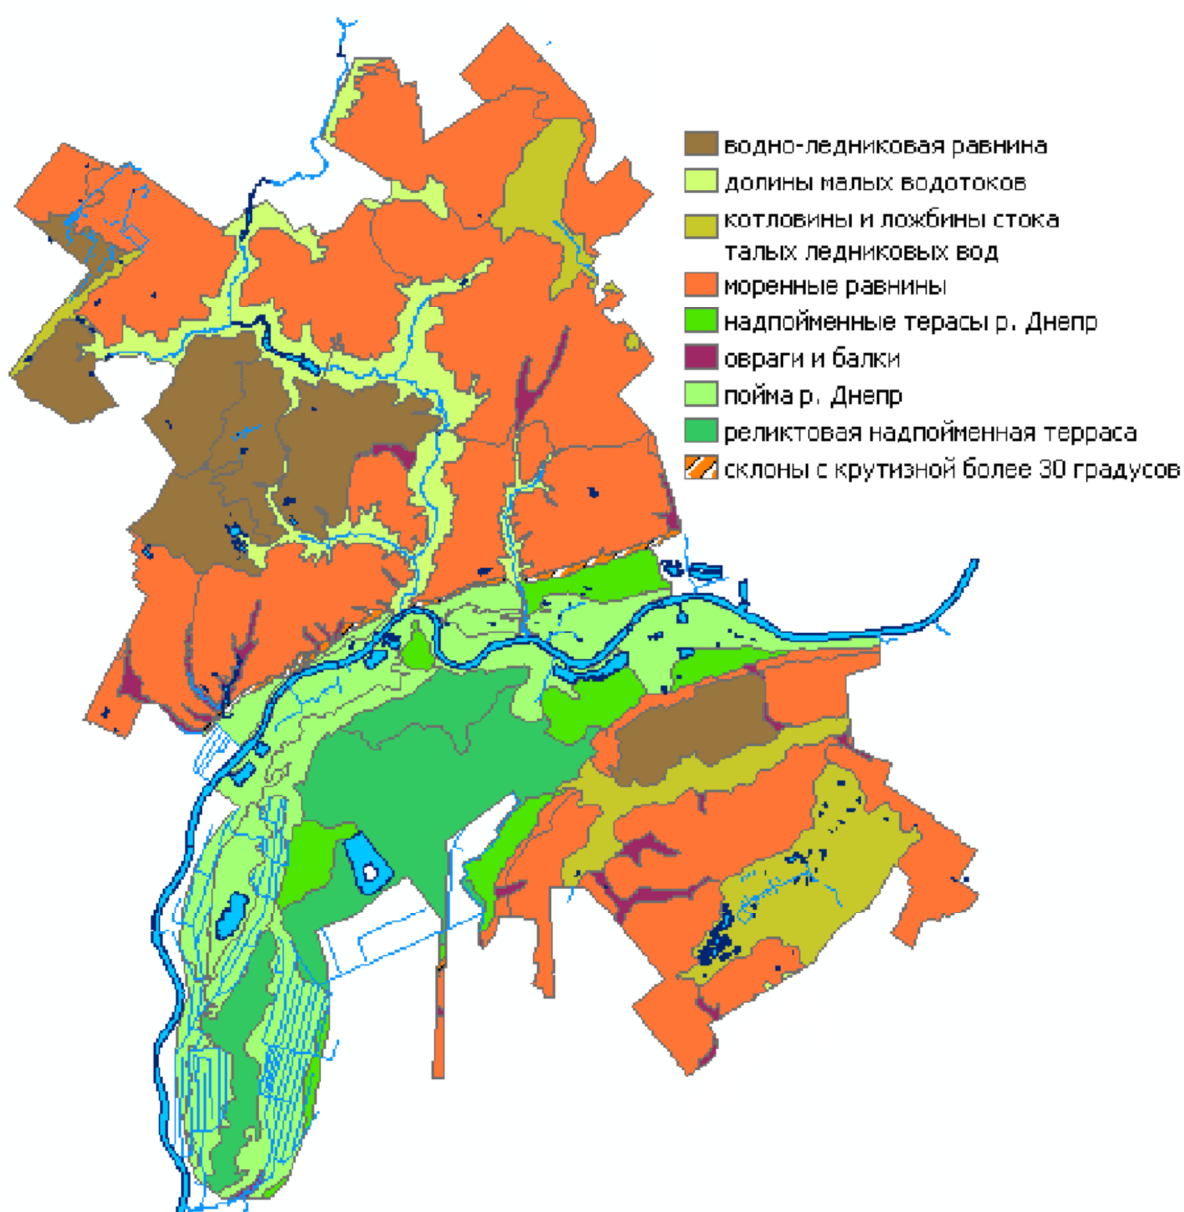 водно-ледниковая равнина
долины малых водотоков
котловины и ложбины стока
талых ледниковых вод
моренные равнины
надпойменные терасы р. Днепр
овраги и балки
пойма р. Днепр
реликтовая надпойменная терраса
склоны с крутизной более 30 градусов